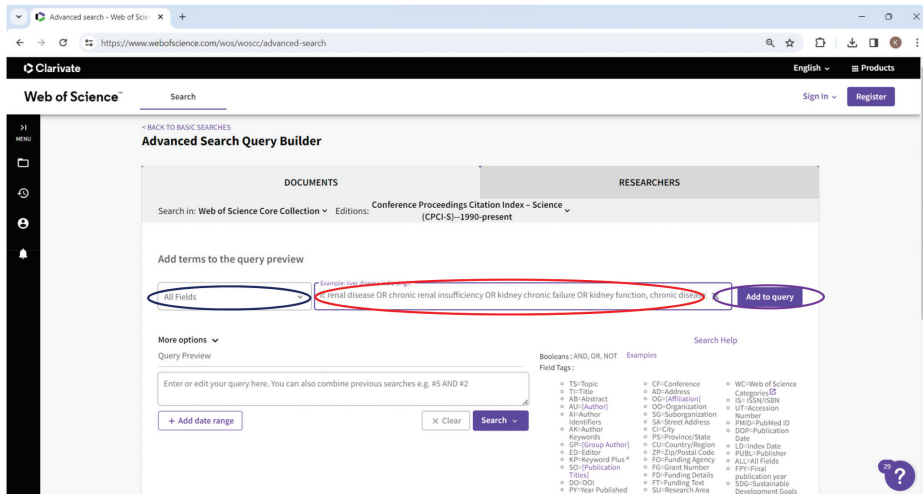 Advanced search - Web of Scie
https://www.webofscience.com/wos/woscc/advanced-search
Clarivate
English
Products
Web of Science™
Search
Sign In
Register
MENU
< BACK TO BASIC SEARCHES
Advanced Search Query Builder
DOCUMENTS
RESEARCHERS
Search in: Web of Science Core Collection Editions: Conference Proceedings Citation Index – Science
(CPCI-S)--1990-present
Add terms to the query preview
Example: liver disease india singh
All Fields
ic renal disease OR chronic renal insufficiency OR kidney chronic failure OR kidney function, chronic disease
Add to query
More options
Search Help
Query Preview
Booleans : AND, OR, NOT Examples
Field Tags :
Enter or edit your query here. You can also combine previous searches e.g. #5 AND #2
+ Add date range
× Clear
Search
TS=Topic
TI=Title
AB=Abstract
AU=[Author]
AI=Author
Identifiers
AK=Author
Keywords
GP=[Group Author]
ED=Editor
KP=Keyword Plus ®
SO=[Publication
Titles]
DO=DOI
PY=Year Published
CF=Conference
AD=Address
OG=[Affiliation]
OO=Organization
SG=Suborganization
SA=Street Address
CI=City
PS=Province/State
CU=Country/Region
ZP=Zip/Postal Code
FO=Funding Agency
FG=Grant Number
FD=Funding Details
FT=Funding Text
SU=Research Area
WC=Web of Science
Categories
IS= ISSN/ISBN
UT=Accession
Number
PMID=PubMed ID
DOP=Publication
Date
LD=Index Date
PUBL=Publisher
ALL=All Fields
FPY=Final
publication year
SDG=Sustainable
Development Goals
29
?
K